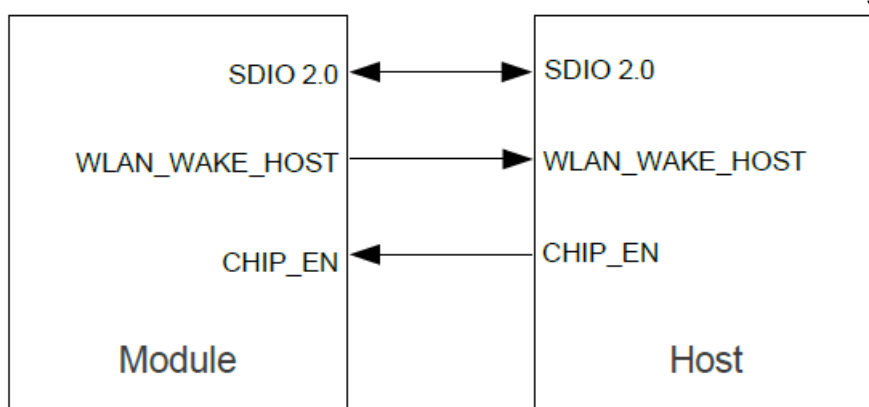 SDIO 2.0 SDIO 2.0
WLAN_WAKE_HOST WLAN_WAKE_HOST
CHIP_EN CHIP_EN
Module Host